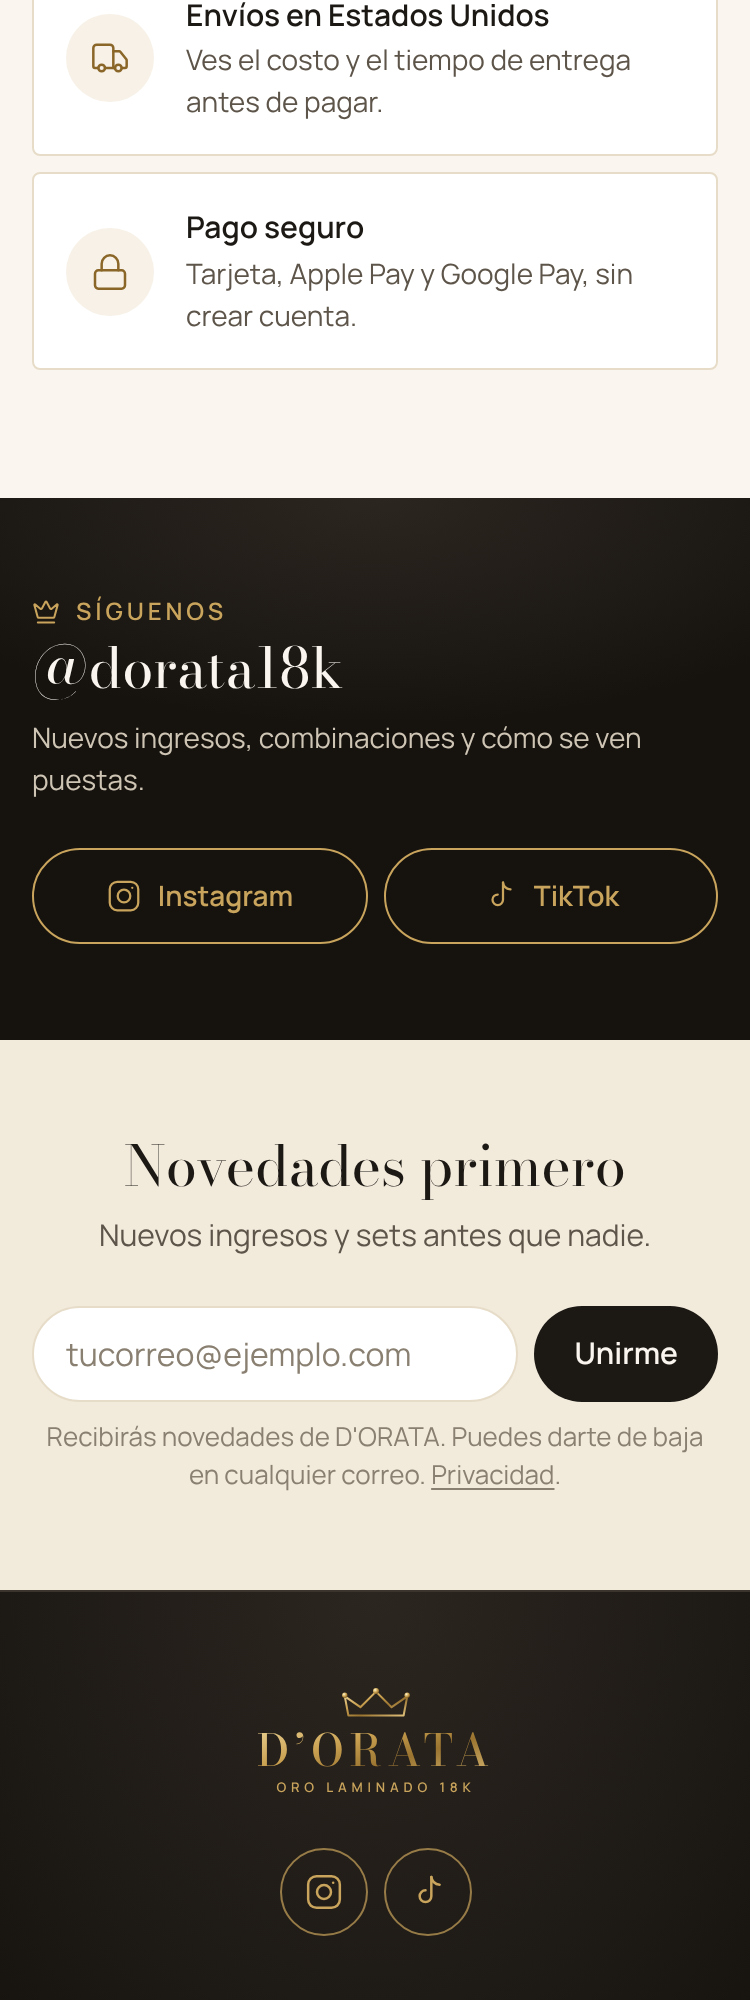 Envíos en Estados Unidos
Ves el costo y el tiempo de entrega
antes de pagar.
Pago seguro
Tarjeta, Apple Pay y Google Pay, sin
crear cuenta.
SÍGUENOS
@dorata18k
Nuevos ingresos, combinaciones y cómo se ven
puestas.
Instagram
TikTok
Novedades primero
Nuevos ingresos y sets antes que nadie.
tucorreo@ejemplo.com
Unirme
Recibirás novedades de D'ORATA. Puedes darte de baja
en cualquier correo. Privacidad.
D’ORATA
ORO LAMINADO 18K